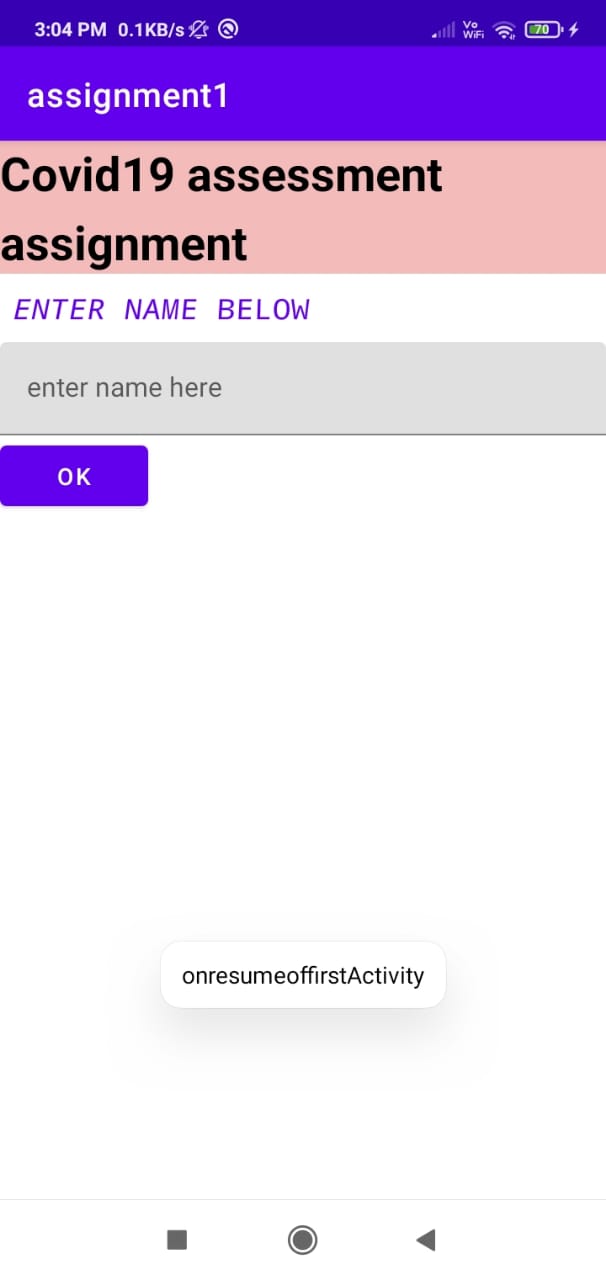 3:04 PM 0.1KB/s Vo WiFi 70
assignment1
Covid19 assessment
assignment
ENTER NAME BELOW
enter name here
OK
onresumeoffirstActivity